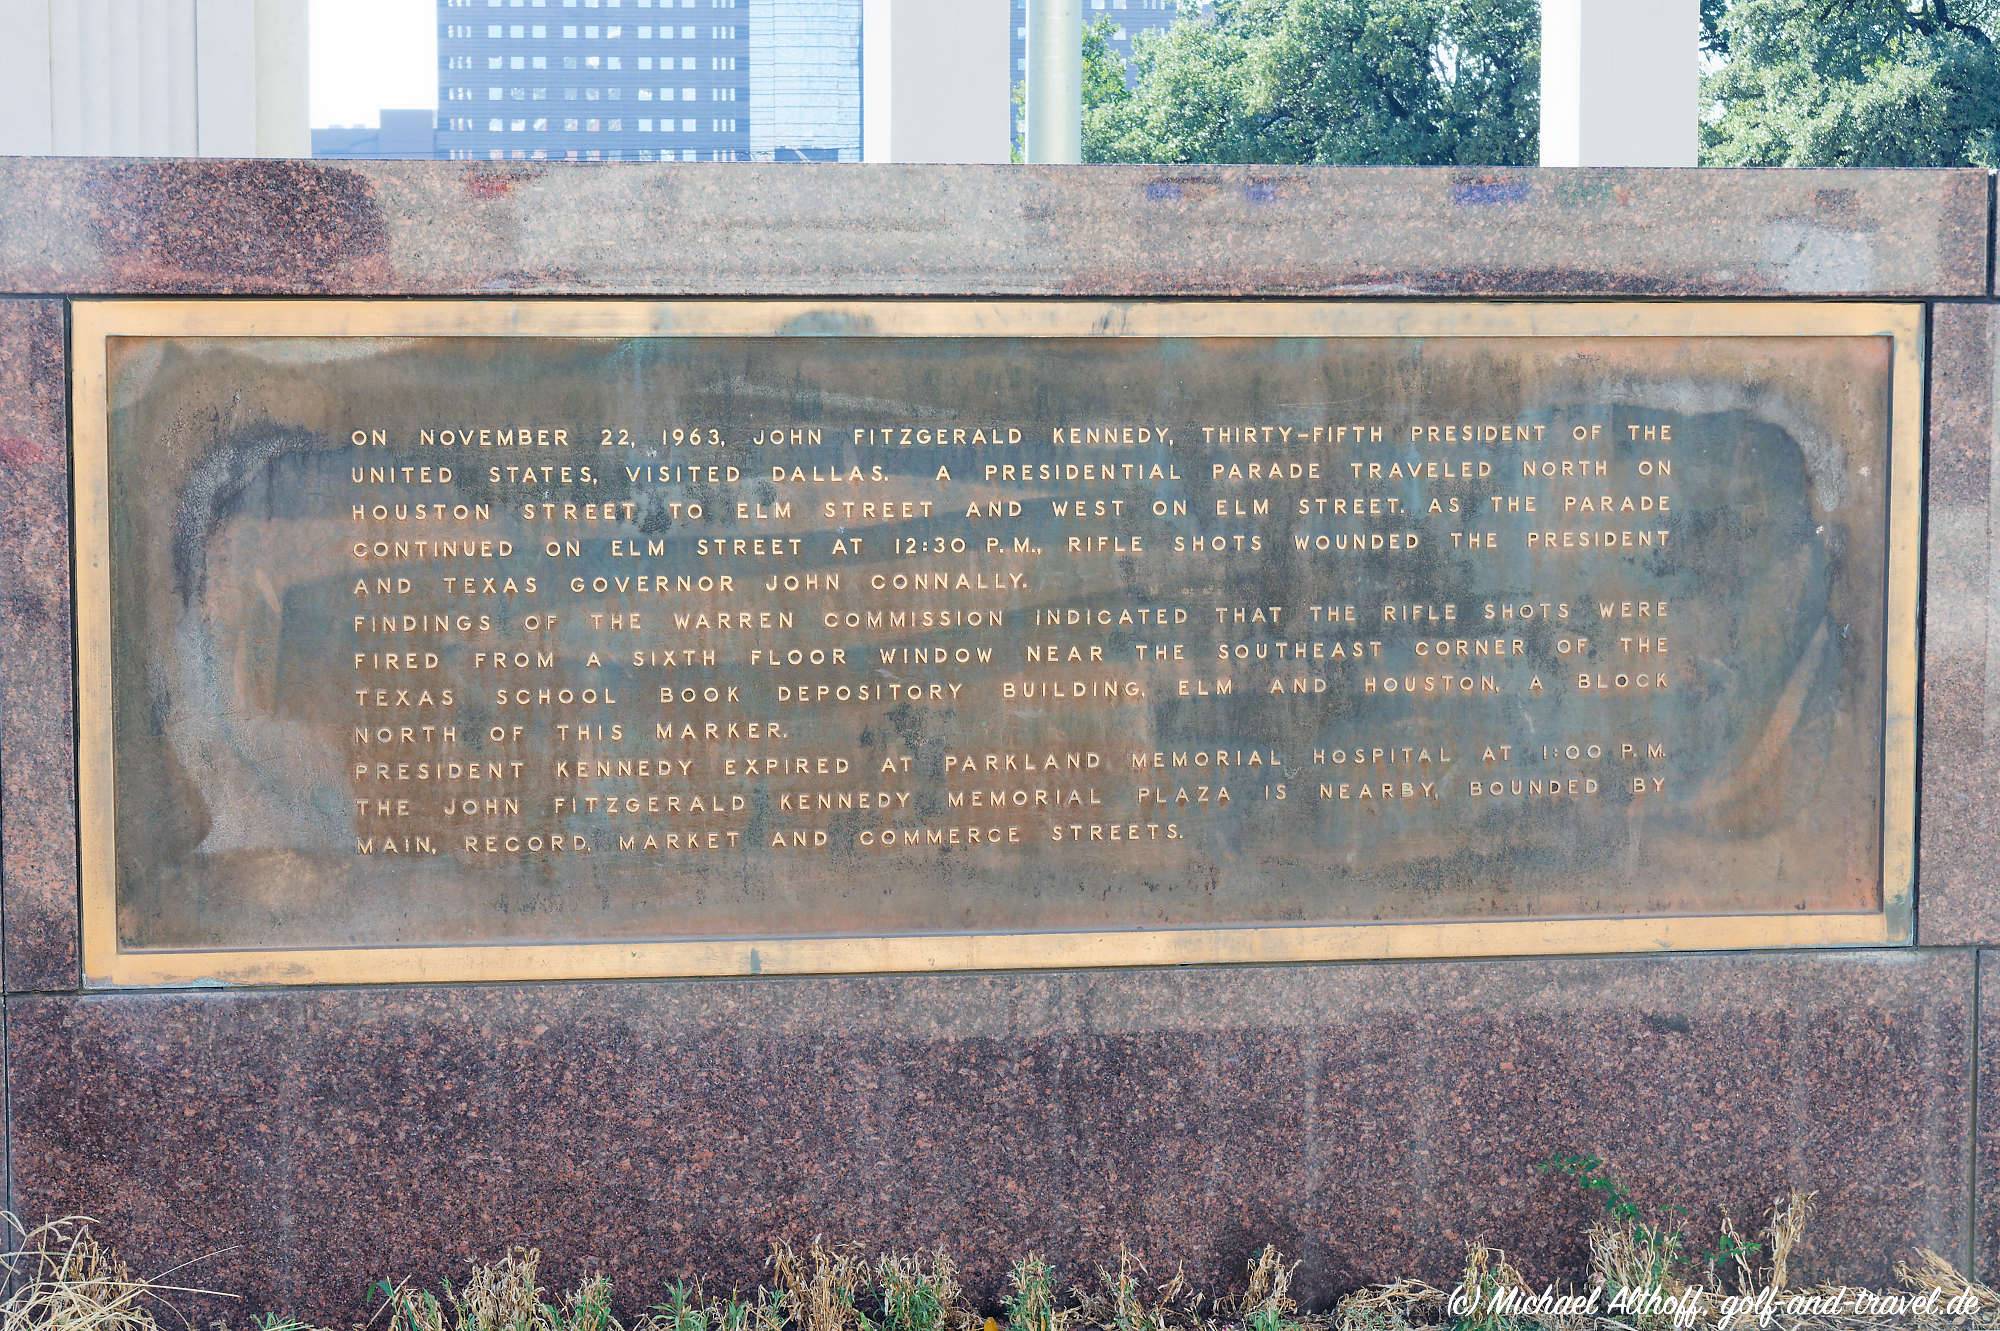 ON NOVEMBER 22, 1963, JOHN FITZGERALD KENNEDY, THIRTY-FIFTH PRESIDENT OF THE
UNITED STATES, VISITED DALLAS. A PRESIDENTIAL PARADE TRAVELED NORTH ON
HOUSTON STREET TO ELM STREET AND WEST ON ELM STREET. AS THE PARADE
CONTINUED ON ELM STREET AT 12:30 P.M., RIFLE SHOTS WOUNDED THE PRESIDENT
AND TEXAS GOVERNOR JOHN CONNALLY.
FINDINGS OF THE WARREN COMMISSION INDICATED THAT THE RIFLE SHOTS WERE
FIRED FROM A SIXTH FLOOR WINDOW NEAR THE SOUTHEAST CORNER OF THE
TEXAS SCHOOL BOOK DEPOSITORY BUILDING, ELM AND HOUSTON, A BLOCK
NORTH OF THIS MARKER.
PRESIDENT KENNEDY EXPIRED AT PARKLAND MEMORIAL HOSPITAL AT 1:00 P.M.
THE JOHN FITZGERALD KENNEDY MEMORIAL PLAZA IS NEARBY, BOUNDED BY
MAIN, RECORD, MARKET AND COMMERCE STREETS.
(c) Michael Althoff, golf-and-travel.de